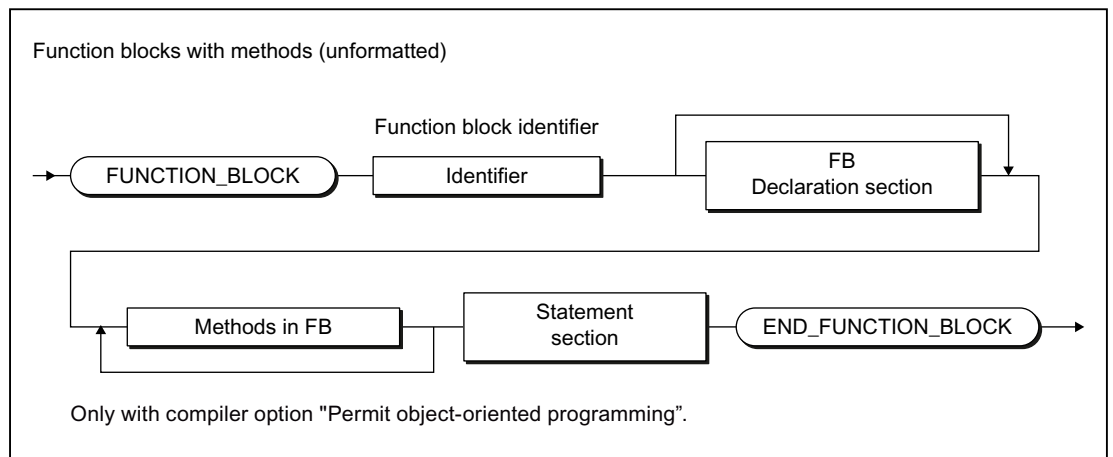 Function blocks with methods (unformatted)
Function block identifier
FUNCTION_BLOCK
Identifier
FB
Declaration section
Methods in FB
Statement
section
END_FUNCTION_BLOCK
Only with compiler option "Permit object-oriented programming”.